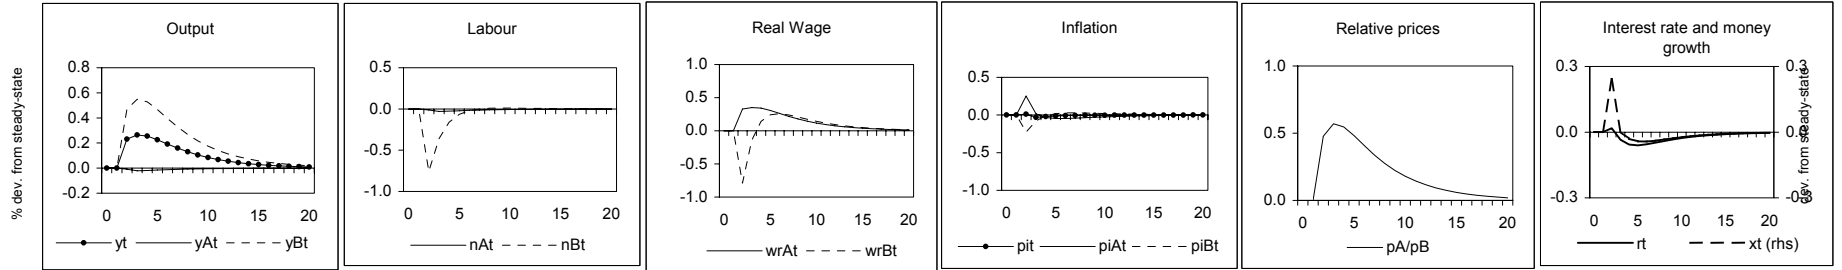 % dev. from steady-state
Output
0.8
0.6
0.4
0.2
0.0
-0.2
0 5 10 15 20
yt yAt yBt
Labour
0.5
0.0
-0.5
-1.0
0 5 10 15 20
nAt nBt
Real Wage
1.0
0.5
0.0
-0.5
-1.0
0 5 10 15 20
wrAt wrBt
Inflation
0.5
0.0
-0.5
-1.0
0 5 10 15 20
pit piAt piBt
Relative prices
1.0
0.5
0.0
0 5 10 15 20
pA/pB
Interest rate and money
growth
0.3
0.0
-0.3
0.3
0.0
-0.3
dev. from steady-state
0 5 10 15 20
rt xt (rhs)